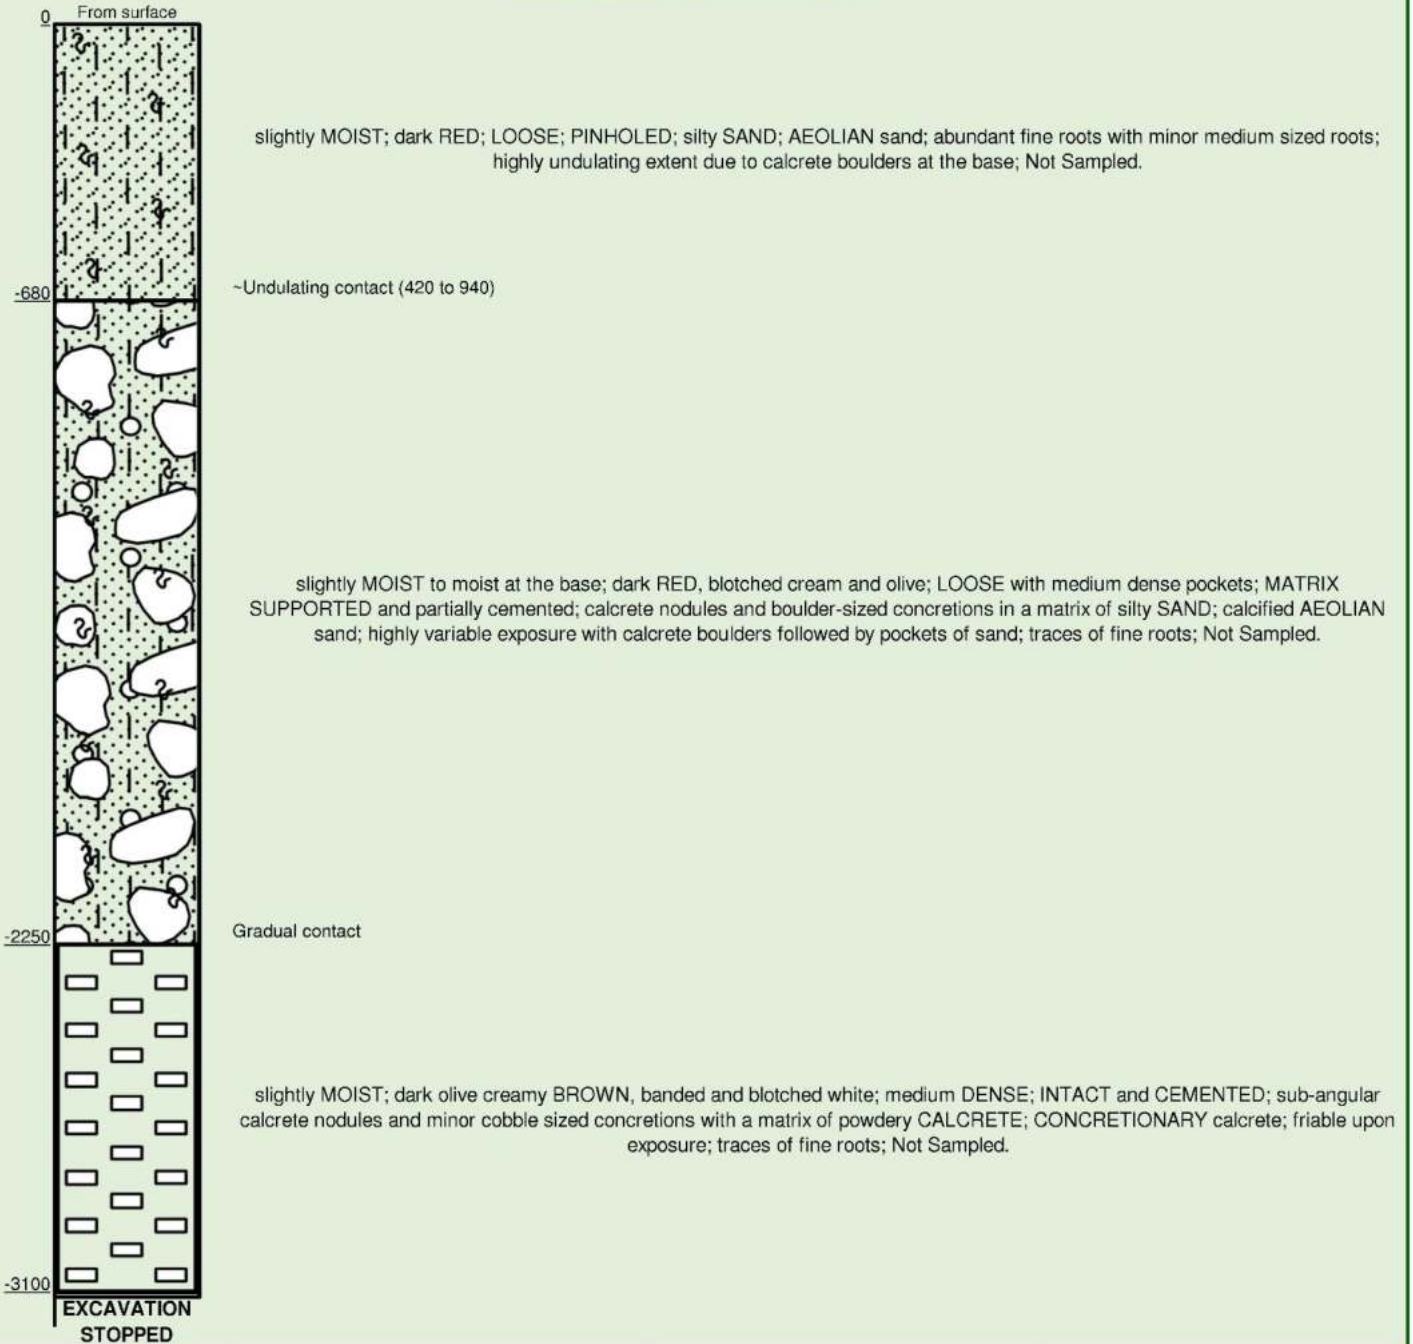 From surface
0
slightly MOIST; dark RED; LOOSE; PINHOLED; silty SAND; AEOLIAN sand; abundant fine roots with minor medium sized roots;
highly undulating extent due to calcrete boulders at the base; Not Sampled.
~Undulating contact (420 to 940)
-680
slightly MOIST to moist at the base; dark RED, blotched cream and olive; LOOSE with medium dense pockets; MATRIX
SUPPORTED and partially cemented; calcrete nodules and boulder-sized concretions in a matrix of silty SAND; calcified AEOLIAN
sand; highly variable exposure with calcrete boulders followed by pockets of sand; traces of fine roots; Not Sampled.
Gradual contact
-2250
slightly MOIST; dark olive creamy BROWN, banded and blotched white; medium DENSE; INTACT and CEMENTED; sub-angular
calcrete nodules and minor cobble sized concretions with a matrix of powdery CALCRETE; CONCRETIONARY calcrete; friable upon
exposure; traces of fine roots; Not Sampled.
-3100
EXCAVATION
STOPPED